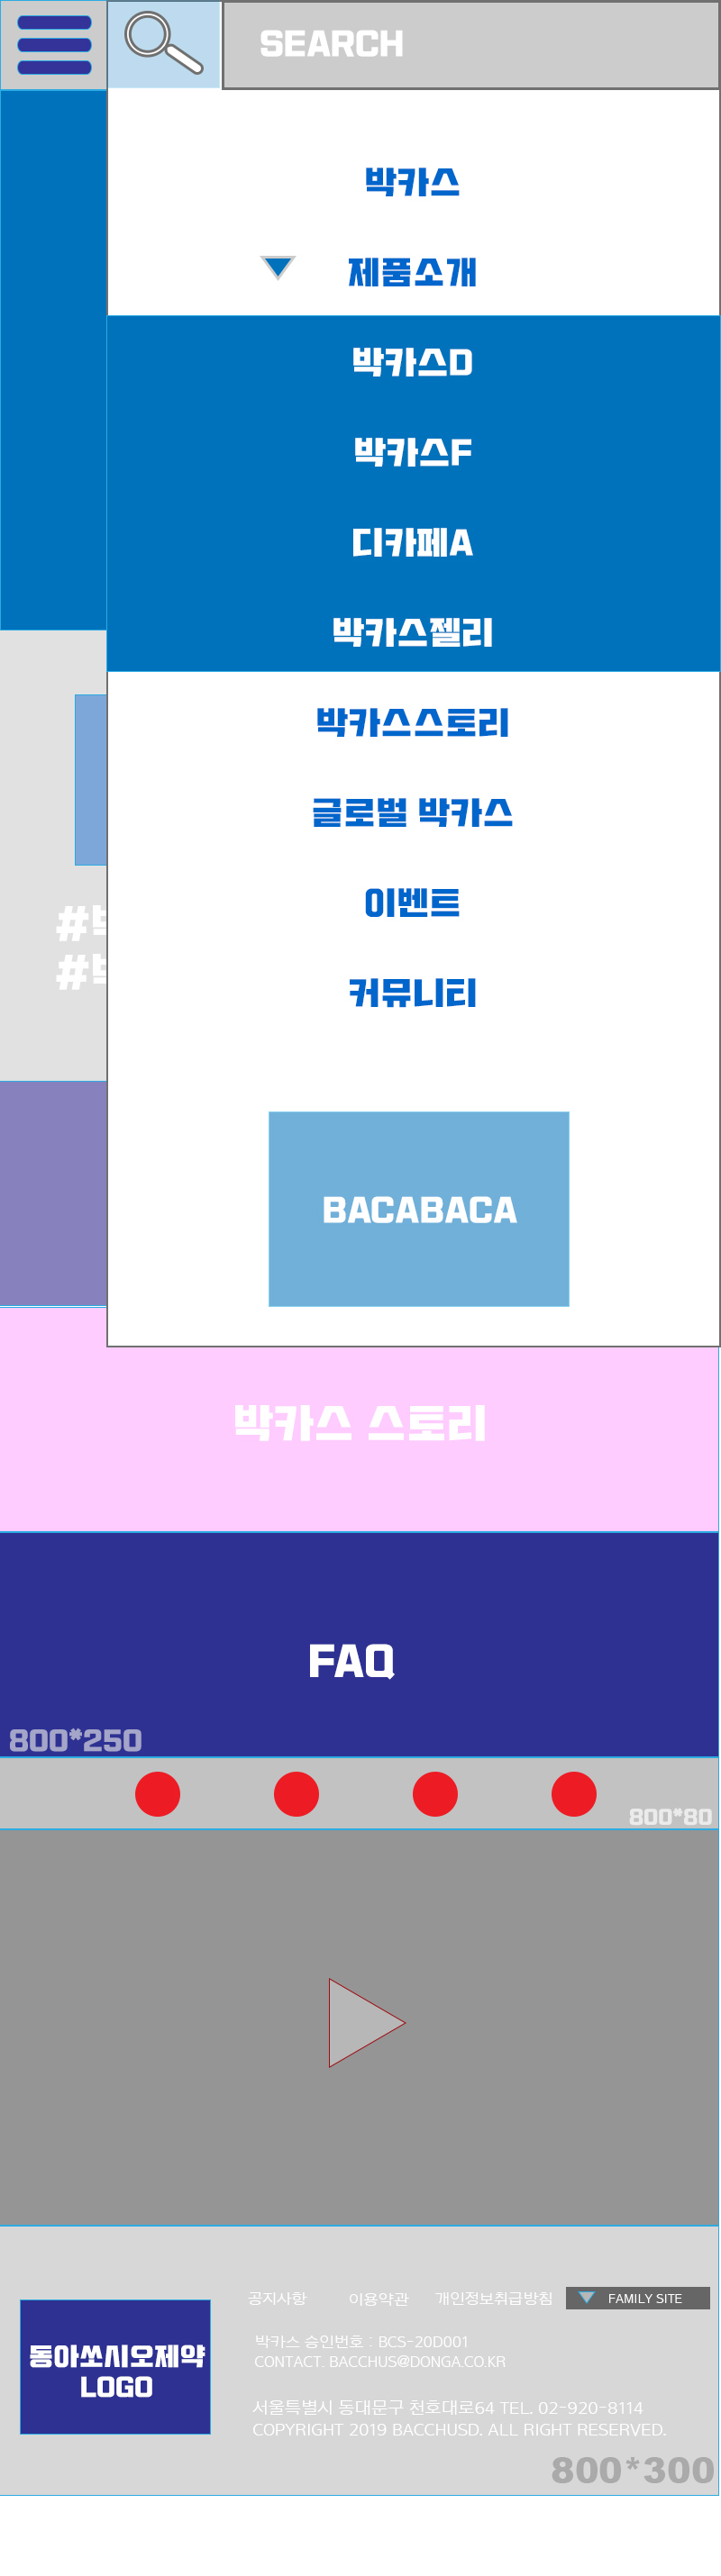 SEARCH
박카스
제품소개
박카스D
박카스F
디카페A
박카스젤리
박카스스토리
글로벌 박카스
이벤트
커뮤니티
#
#
BACABACA
박카스 스토리
FAQ
800*250
800*80
공지사항 이용약관 개인정보취급방침 FAMILY SITE
동아쏘시오제약
LOGO
박카스 승인번호 : BCS-20D001
CONTACT. BACCHUS@DONGA.CO.KR
서울특별시 동대문구 천호대로64 TEL. 02-920-8114
COPYRIGHT 2019 BACCHUSD. ALL RIGHT RESERVED.
800*300